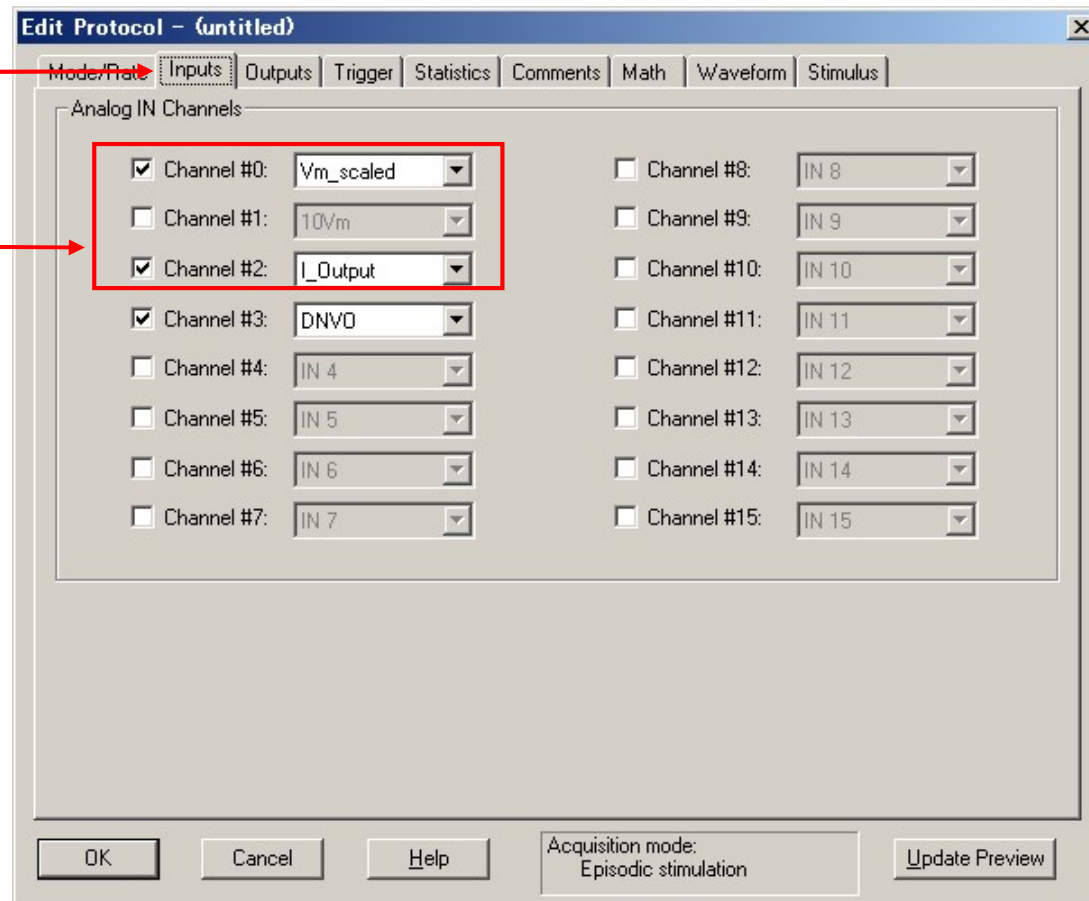 Edit Protocol - (untitled)
Mode/Rate Inputs Outputs Trigger Statistics Comments Math Waveform Stimulus
Analog IN Channels
Channel #0: Vm_scaled
Channel #1: 10Vm
Channel #2: I_Output
Channel #3: DNVO
Channel #4: IN 4
Channel #5: IN 5
Channel #6: IN 6
Channel #7: IN 7
Channel #8: IN 8
Channel #9: IN 9
Channel #10: IN 10
Channel #11: IN 11
Channel #12: IN 12
Channel #13: IN 13
Channel #14: IN 14
Channel #15: IN 15
OK Cancel Help
Acquisition mode:
Episodic stimulation
Update Preview